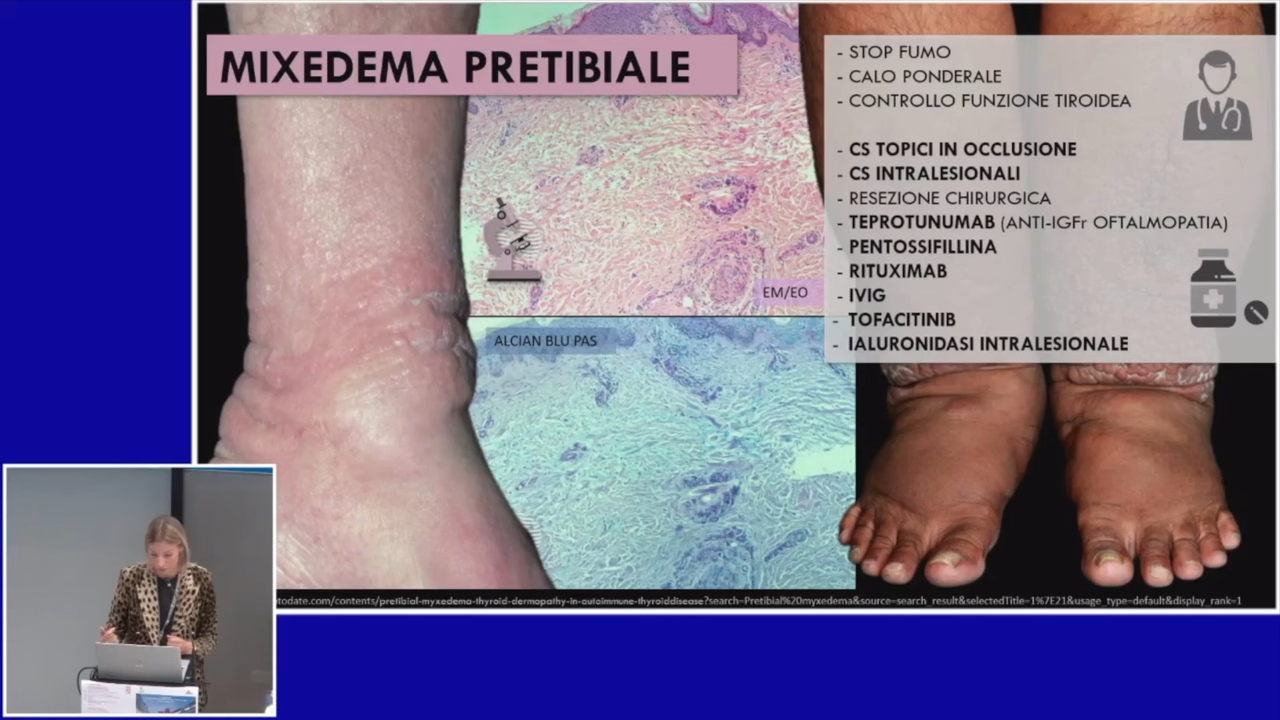 MIXEDEMA PRETIBIALE
- STOP FUMO
- CALO PONDERALE
- CONTROLLO FUNZIONE TIROIDEA
- CS TOPICI IN OCCLUSIONE
- CS INTRALESIONALI
- RESEZIONE CHIRURGICA
- TEPROTUNUMAB (ANTI-IGFr OFTALMOPATIA)
- PENTOSSIFILLINA
- RITUXIMAB
- IVIG
- TOFACITINIB
- IALURONIDASI INTRALESIONALE
EM/EO
ALCIAN BLU PAS
todate.com/contents/pretibial-myxedema-thyroid-dermopathy-in-autoimmune-thyroiddisease?search=Pretibial%20myxedema&source=search_result&selectedTitle=1%7E21&usage_type=default&display_rank=1